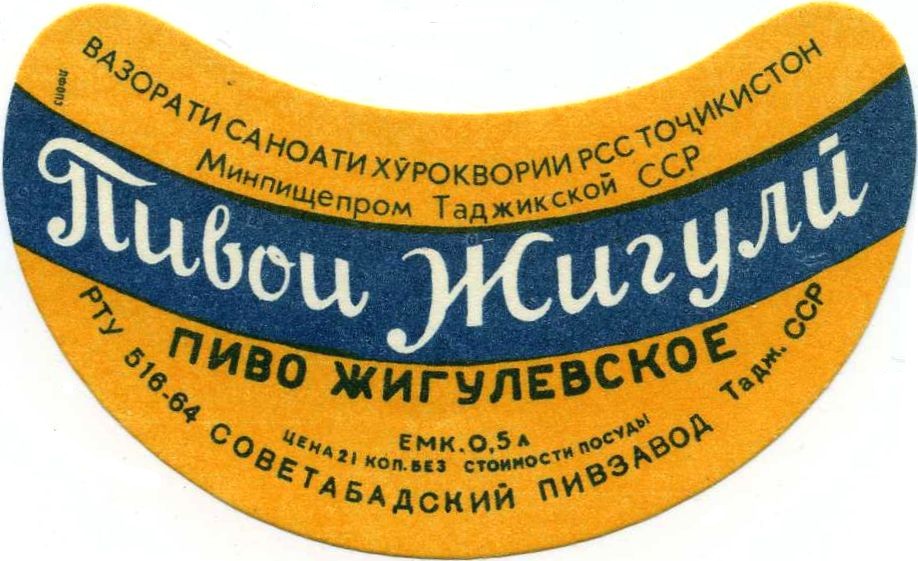 ВАЗОРАТИ САНОАТИ ХӮРОКВОРИИ РСС ТОҶИКИСТОН
Минпищепром Таджикской ССР
Пивои Жигулӣ
ПИВО ЖИГУЛЕВСКОЕ
ЕМК. 0,5 л
ЦЕНА 21 КОП. БЕЗ СТОИМОСТИ ПОСУДЫ
РТУ 516-64 СОВЕТАБАДСКИЙ ПИВЗАВОД Тадж. ССР